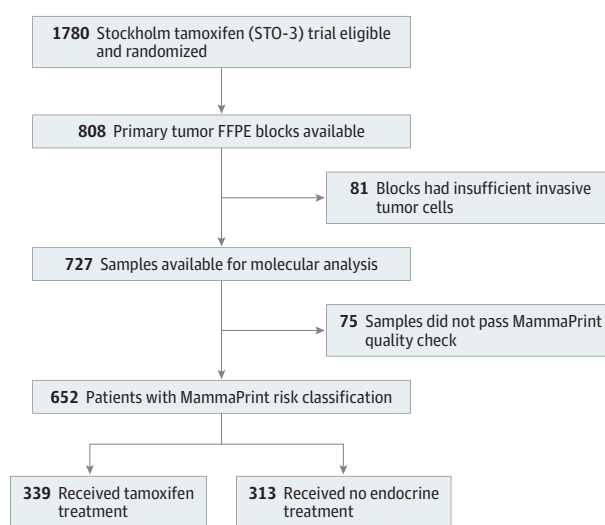 1780 Stockholm tamoxifen (STO-3) trial eligible
and randomized
808 Primary tumor FFPE blocks available
81 Blocks had insufficient invasive
tumor cells
727 Samples available for molecular analysis
75 Samples did not pass MammaPrint
quality check
652 Patients with MammaPrint risk classification
339 Received tamoxifen
treatment
313 Received no endocrine
treatment